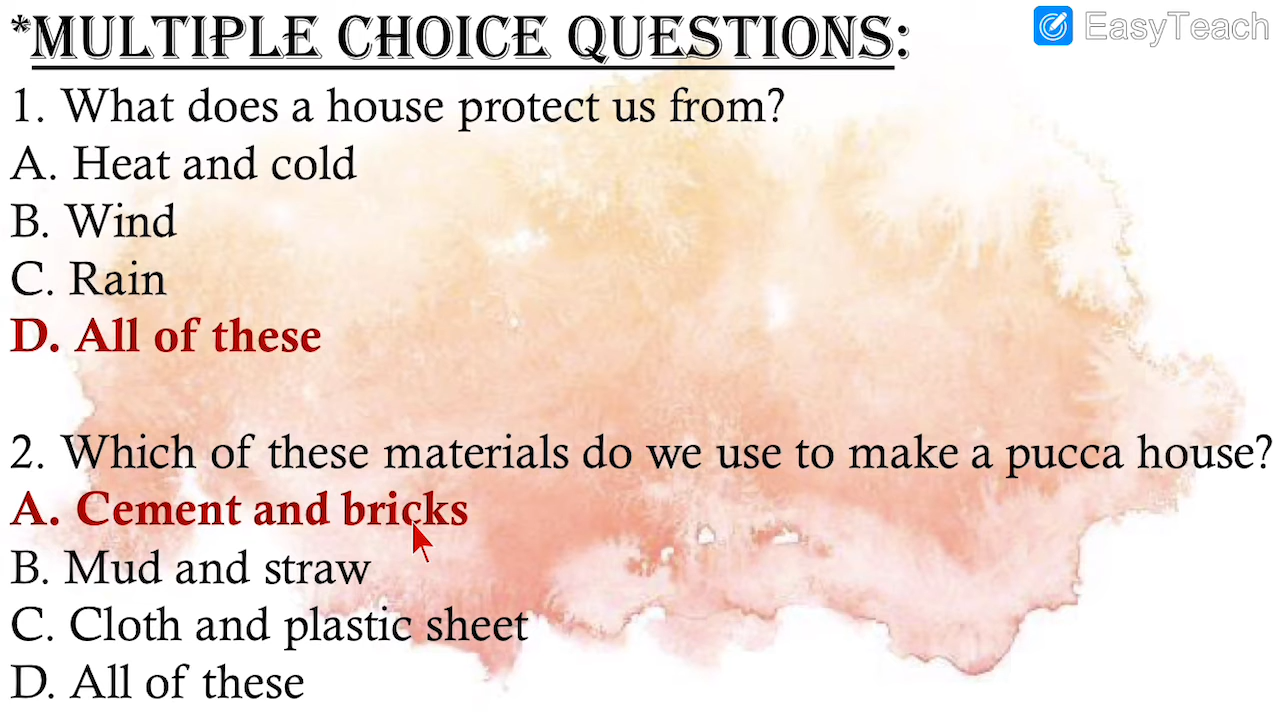 *MULTIPLE CHOICE QUESTIONS:
EasyTeach
1. What does a house protect us from?
A. Heat and cold
B. Wind
C. Rain
D. All of these
2. Which of these materials do we use to make a pucca house?
A. Cement and bricks
B. Mud and straw
C. Cloth and plastic sheet
D. All of these